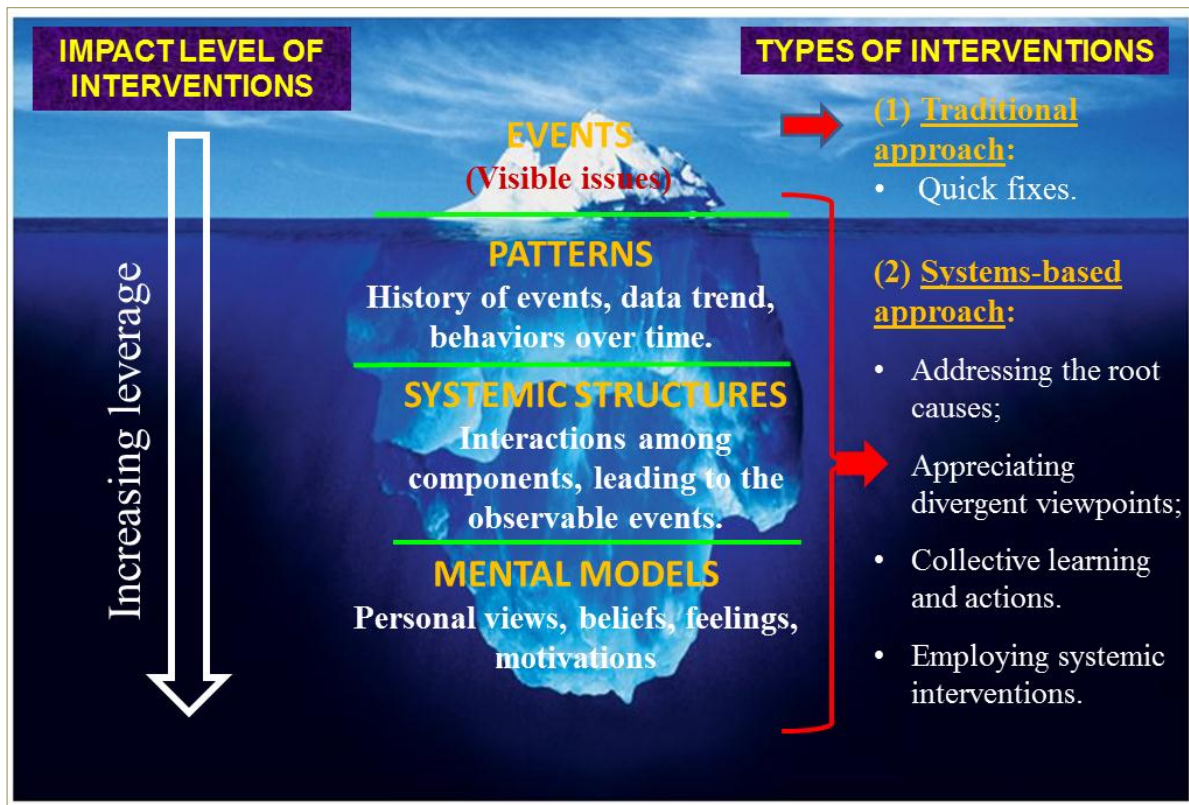 IMPACT LEVEL OF
INTERVENTIONS
Increasing leverage
EVENTS
(Visible issues)
PATTERNS
History of events, data trend,
behaviors over time.
SYSTEMIC STRUCTURES
Interactions among
components, leading to the
observable events.
MENTAL MODELS
Personal views, beliefs, feelings,
motivations
TYPES OF INTERVENTIONS
(1) Traditional
approach:
• Quick fixes.
(2) Systems-based
approach:
• Addressing the root
causes;
• Appreciating
divergent viewpoints;
• Collective learning
and actions.
• Employing systemic
interventions.